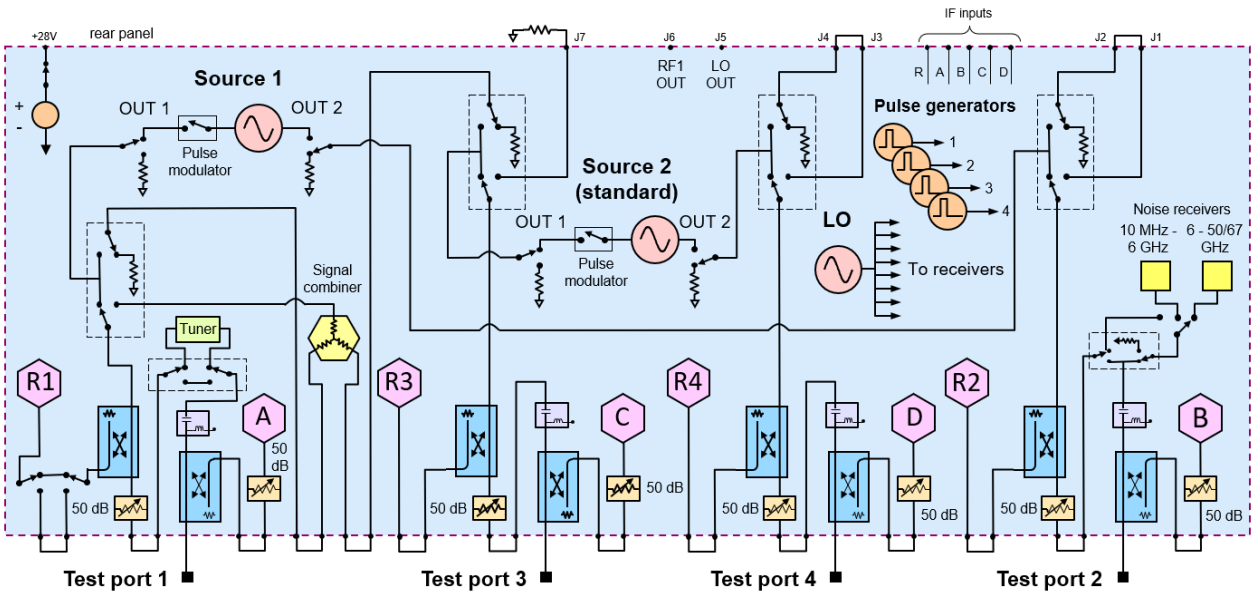 +28V
rear panel
J7
J6
J5
J4
J3
IF inputs
J2
J1
RF1
OUT
LO
OUT
R
A
B
C
D
Source 1
+
-
OUT 1
OUT 2
Pulse
modulator
Pulse generators
1
2
3
4
Source 2
(standard)
OUT 1
OUT 2
Pulse
modulator
LO
To receivers
Noise receivers
10 MHz -
6 GHz
6 - 50/67
GHz
Signal
combiner
Tuner
R1
A
R3
C
R4
D
R2
B
50
dB
50 dB
50 dB
50 dB
50 dB
50 dB
50 dB
50 dB
Test port 1
Test port 3
Test port 4
Test port 2